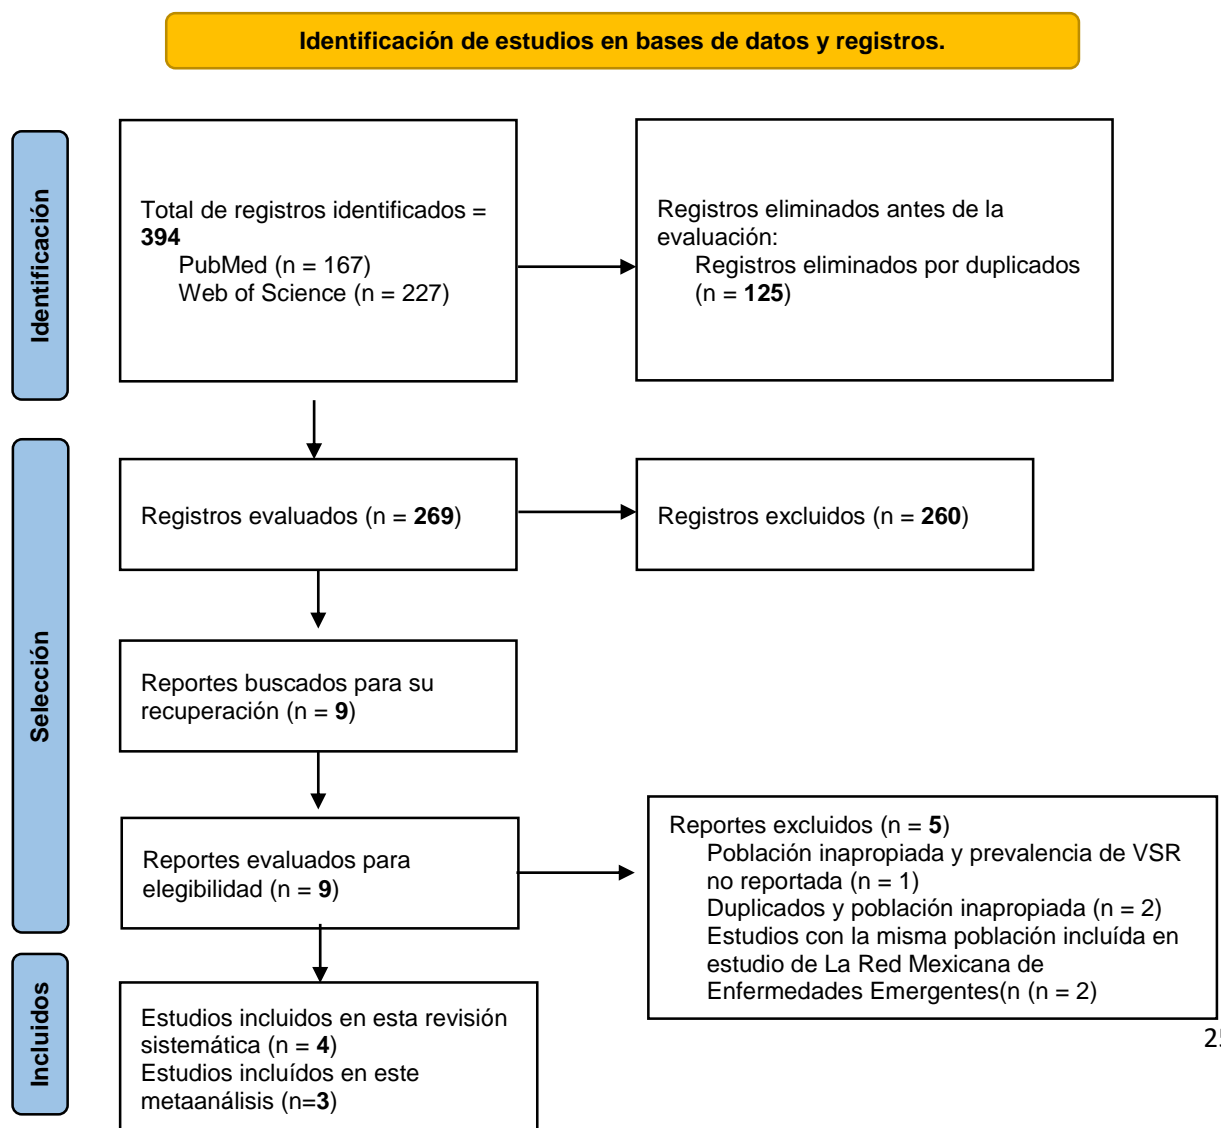 Identificación de estudios en bases de datos y registros.
Identificación
Total de registros identificados =
394
PubMed (n = 167)
Web of Science (n = 227)
Registros eliminados antes de la
evaluación:
Registros eliminados por duplicados
(n = 125)
Selección
Registros evaluados (n = 269)
Registros excluidos (n = 260)
Reportes buscados para su
recuperación (n = 9)
Reportes evaluados para
elegibilidad (n = 9)
Reportes excluidos (n = 5)
Población inapropiada y prevalencia de VSR
no reportada (n = 1)
Duplicados y población inapropiada (n = 2)
Estudios con la misma población incluída en
estudio de La Red Mexicana de
Enfermedades Emergentes(n (n = 2)
Incluidos
Estudios incluidos en esta revisión
sistemática (n = 4)
Estudios incluídos en este
metaanálisis (n=3)